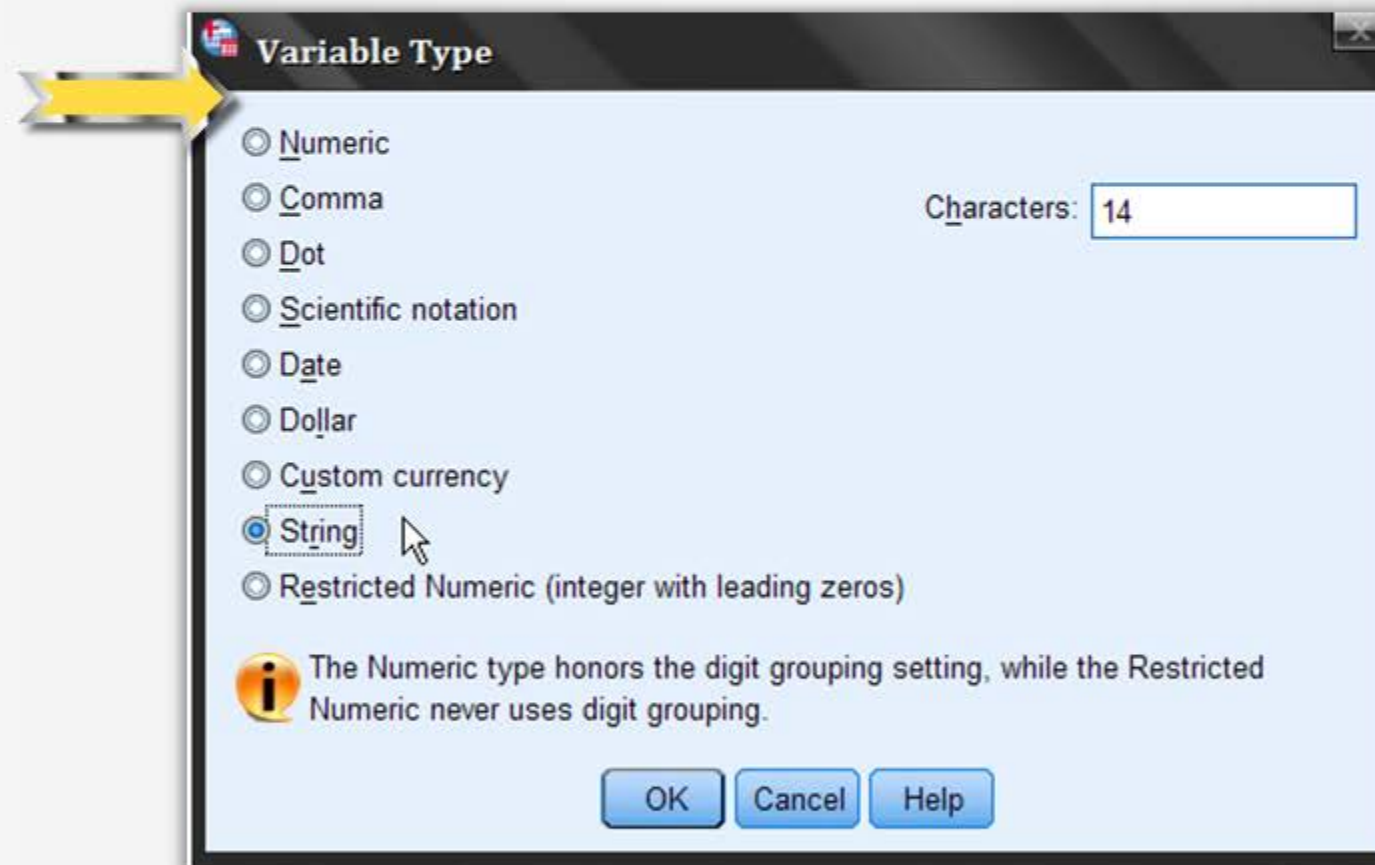 Variable Type
Numeric
Comma
Characters: 14
Dot
Scientific notation
Date
Dollar
Custom currency
String
Restricted Numeric (integer with leading zeros)
The Numeric type honors the digit grouping setting, while the Restricted
Numeric never uses digit grouping.
OK Cancel Help